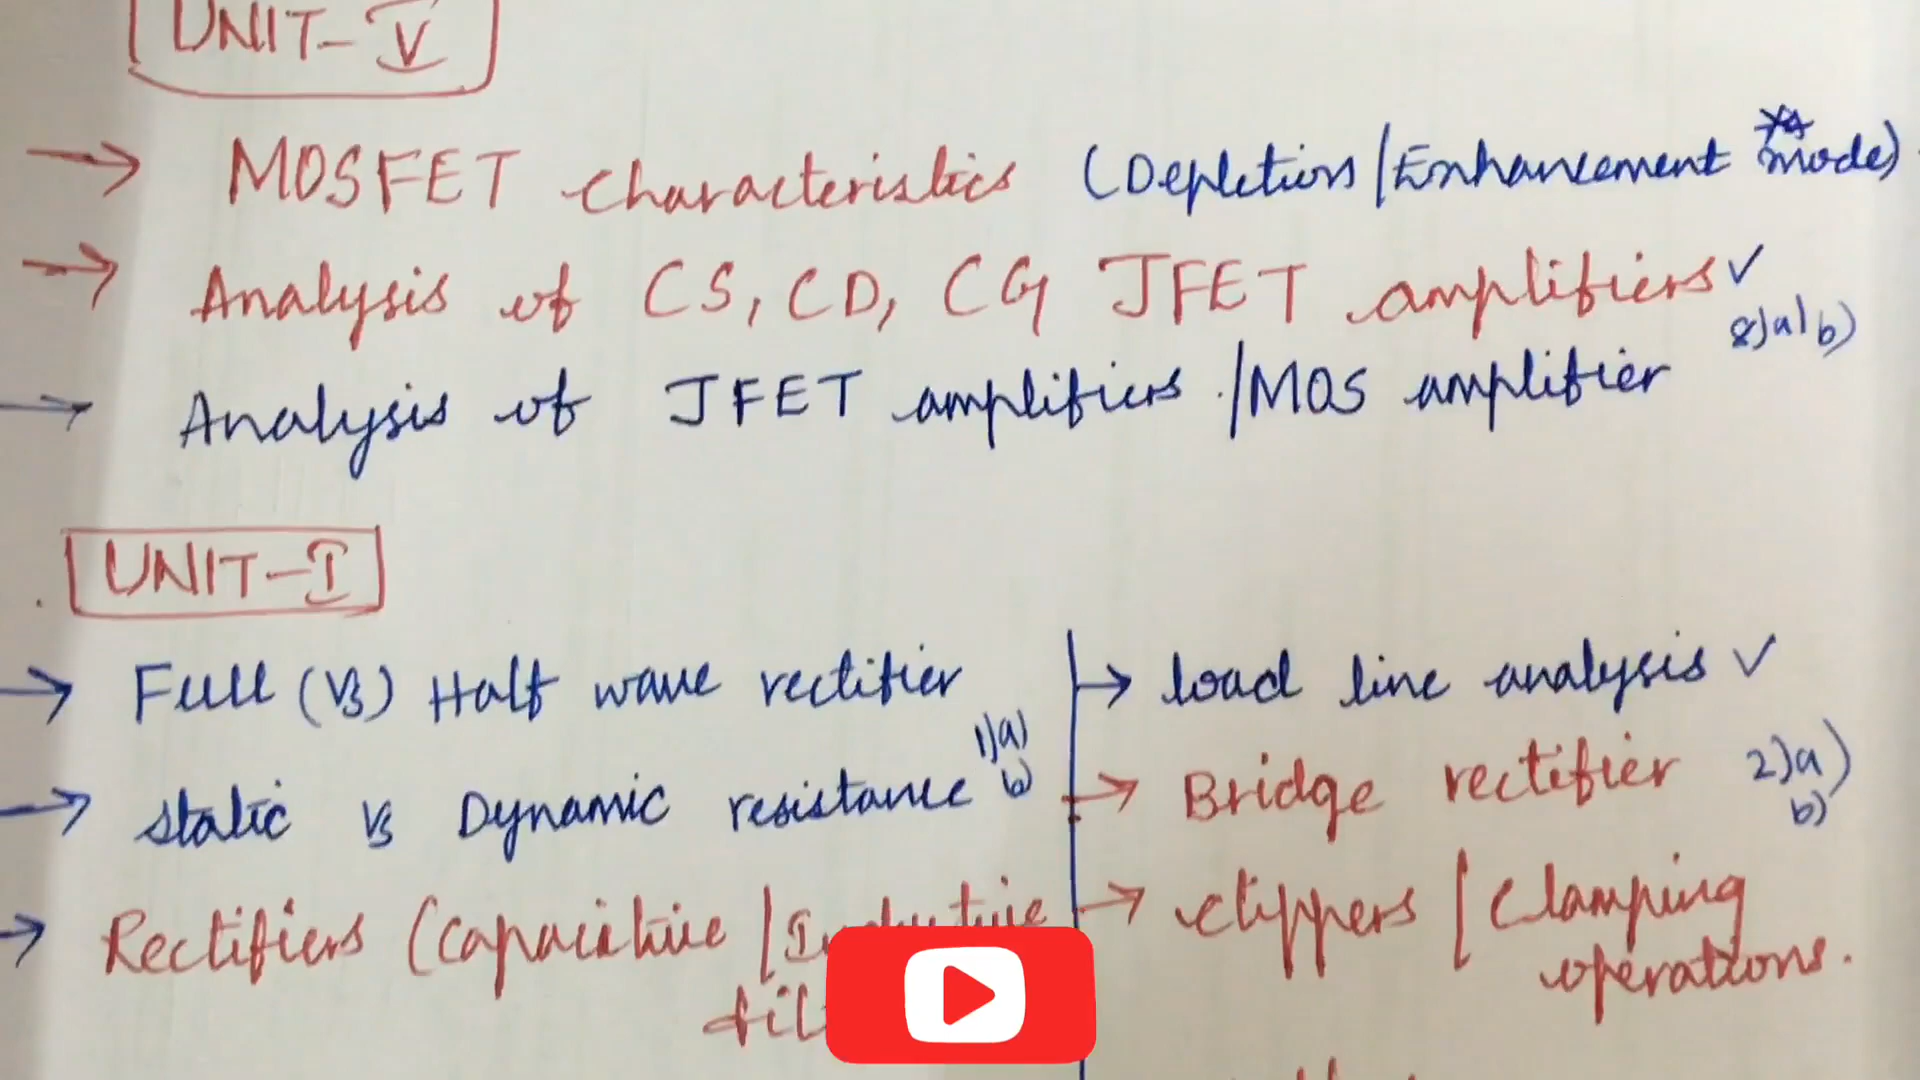 UNIT-V
→ MOSFET characteristics (Depletion/Enhancement mode)
→ Analysis of CS, CD, CG JFET amplifiers ✓
8)a) b)
→ Analysis of JFET amplifiers /MOS amplifier
UNIT-I
→ Full (Vs) Half wave rectifier
1)a)
b)
→ static Vs Dynamic resistance
→ Rectifiers (capacitive /Inductive
→ load line analysis ✓
→ Bridge rectifier 2)a)
b)
→ clippers / Clamping
operations.